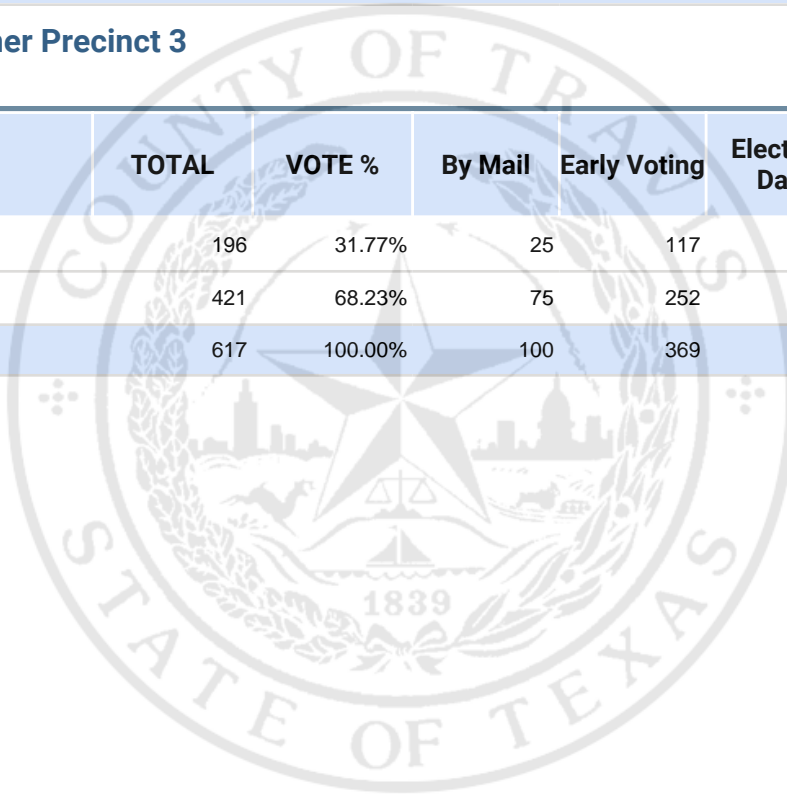 ner Precinct 3
TOTAL VOTE % By Mail Early Voting Elect
Da
196 31.77% 25 117
421 68.23% 75 252
617 100.00% 100 369
COUNTY OF TRAVIS
1839
STATE OF TEXAS